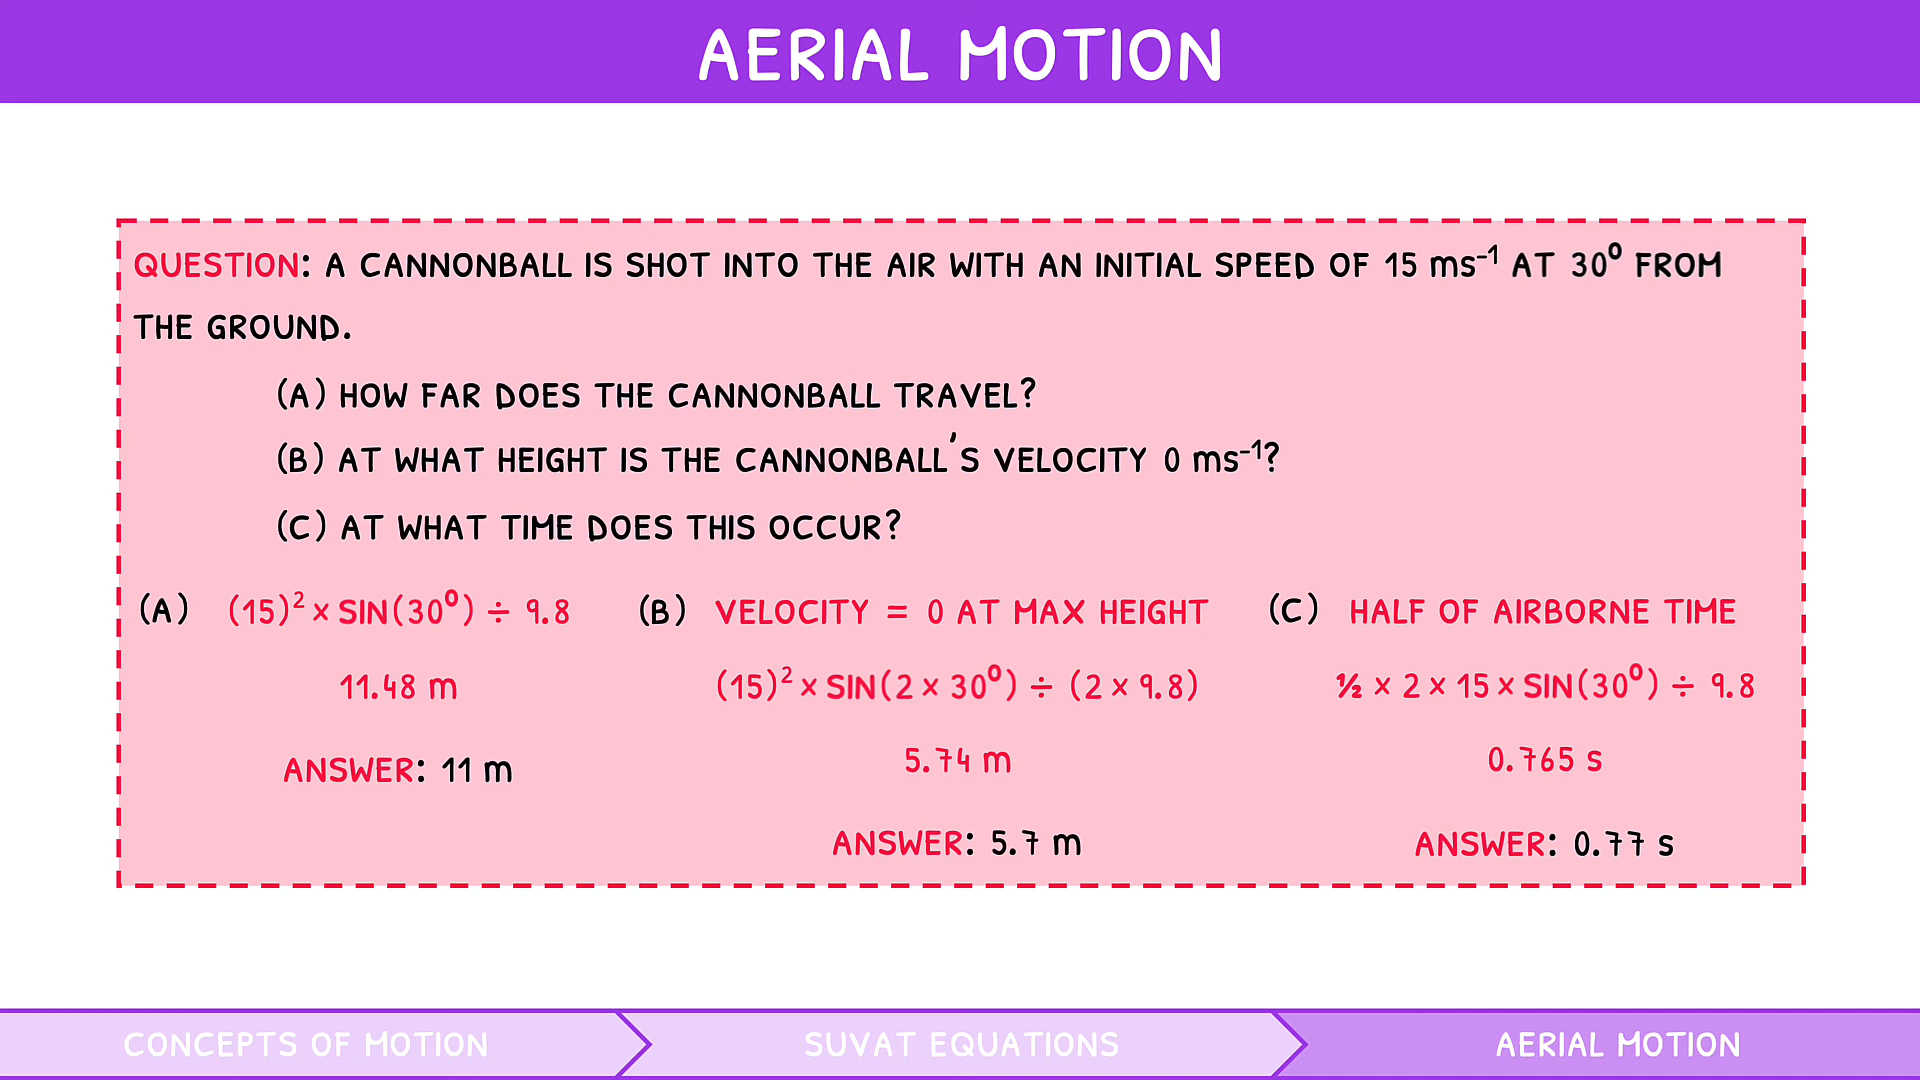 AERIAL MOTION
QUESTION: A CANNONBALL IS SHOT INTO THE AIR WITH AN INITIAL SPEED OF 15 ms⁻¹ AT 30⁰ FROM
THE GROUND.
(A) HOW FAR DOES THE CANNONBALL TRAVEL?
(B) AT WHAT HEIGHT IS THE CANNONBALL'S VELOCITY 0 ms⁻¹?
(C) AT WHAT TIME DOES THIS OCCUR?
(A) (15)² × SIN(30⁰) ÷ 9.8
11.48 m
ANSWER: 11 m
(B) VELOCITY = 0 AT MAX HEIGHT
(15)² × SIN(2 × 30⁰) ÷ (2 × 9.8)
5.74 m
ANSWER: 5.7 m
(C) HALF OF AIRBORNE TIME
½ × 2 × 15 × SIN(30⁰) ÷ 9.8
0.765 s
ANSWER: 0.77 s
CONCEPTS OF MOTION
SUVAT EQUATIONS
AERIAL MOTION